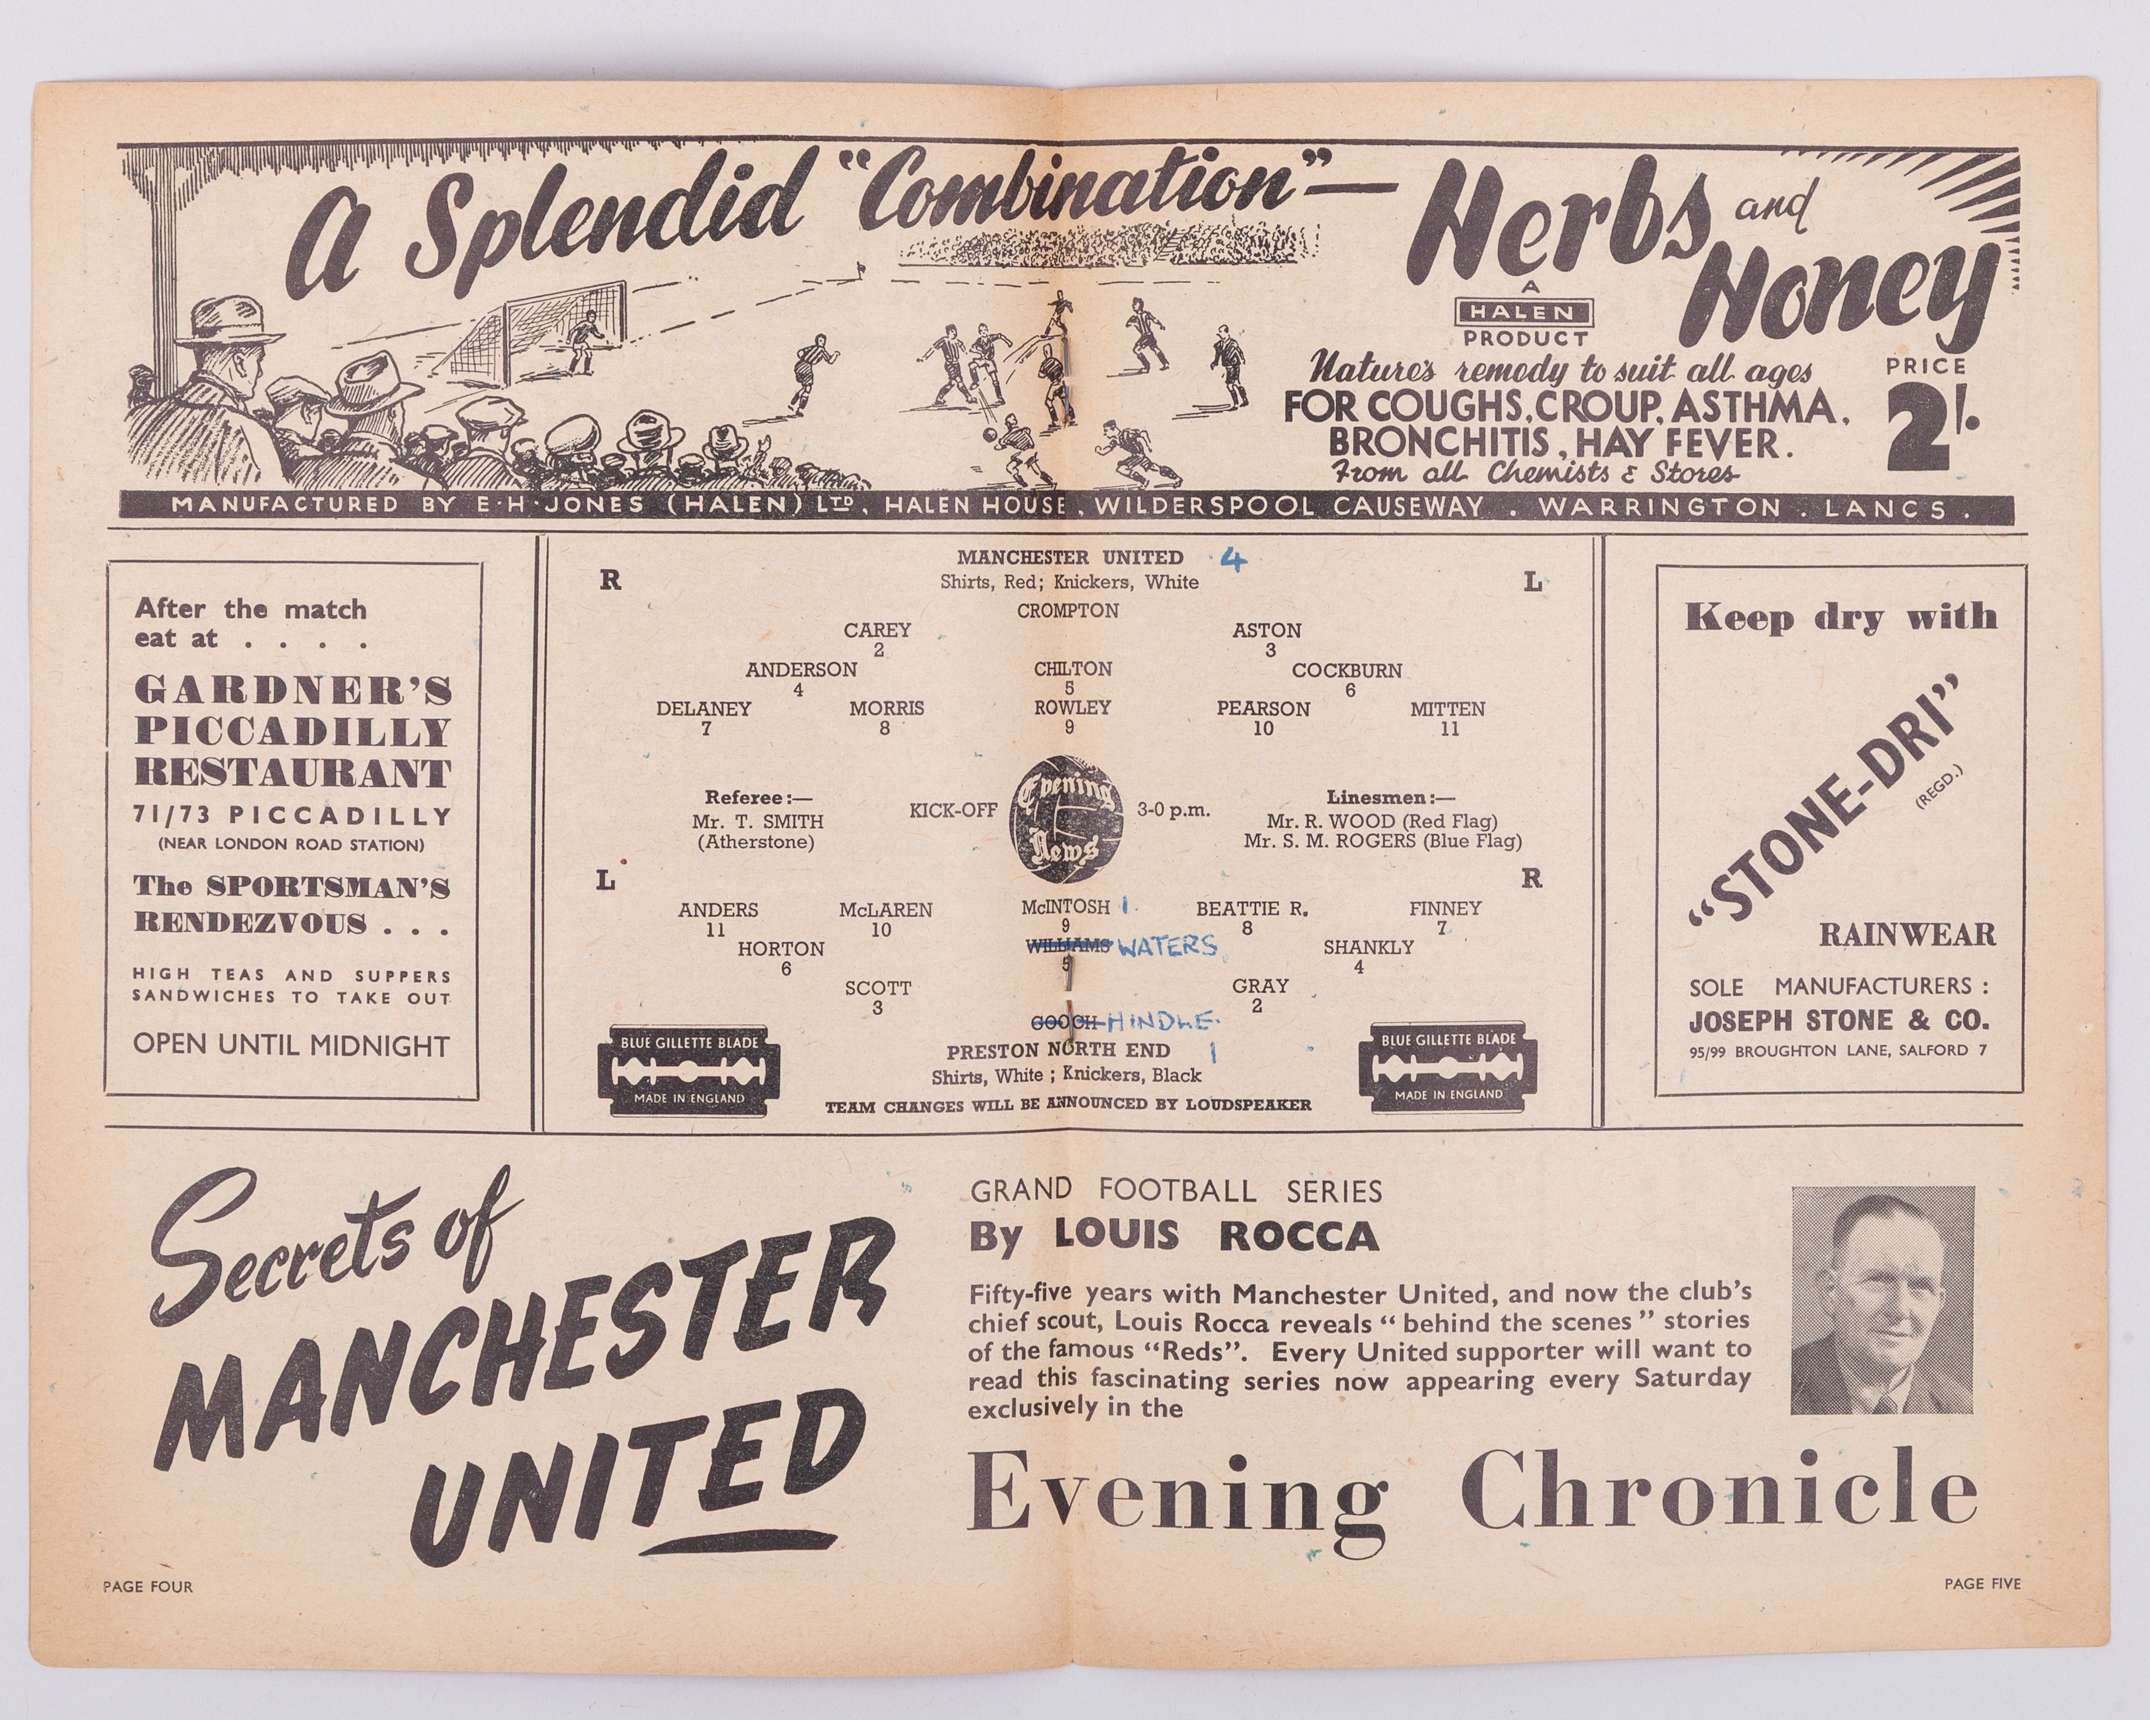 A Splendid "Combination"—
Herbs and
Honey
A
HALEN
PRODUCT
Nature's remedy to suit all ages
FOR COUGHS, CROUP, ASTHMA,
BRONCHITIS, HAY FEVER.
From all Chemists & Stores
PRICE
2/-
MANUFACTURED BY E·H·JONES (HALEN) LTD, HALEN HOUSE, WILDERSPOOL CAUSEWAY . WARRINGTON . LANCS.
After the match
eat at . . . .
GARDNER'S
PICCADILLY
RESTAURANT
71/73 PICCADILLY
(NEAR LONDON ROAD STATION)
The SPORTSMAN'S
RENDEZVOUS . . .
HIGH TEAS AND SUPPERS
SANDWICHES TO TAKE OUT
OPEN UNTIL MIDNIGHT
MANCHESTER UNITED 4
R Shirts, Red; Knickers, White L
CROMPTON
CAREY ASTON
2 3
ANDERSON CHILTON COCKBURN
4 5 6
DELANEY MORRIS ROWLEY PEARSON MITTEN
7 8 9 10 11
Referee:—
Mr. T. SMITH
(Atherstone)
KICK-OFF
Evening
News
3-0 p.m.
Linesmen:—
Mr. R. WOOD (Red Flag)
Mr. S. M. ROGERS (Blue Flag)
L R
ANDERS McLAREN McINTOSH 1. BEATTIE R. FINNEY
11 10 9 8 7
HORTON WILLIAMS WATERS SHANKLY
6 5 4
SCOTT GRAY
3 2
GOOCH HINDLE.
PRESTON NORTH END 1
Shirts, White; Knickers, Black
TEAM CHANGES WILL BE ANNOUNCED BY LOUDSPEAKER
BLUE GILLETTE BLADE
MADE IN ENGLAND
BLUE GILLETTE BLADE
MADE IN ENGLAND
Keep dry with
"STONE-DRI"
(REGD.)
RAINWEAR
SOLE MANUFACTURERS:
JOSEPH STONE & CO.
95/99 BROUGHTON LANE, SALFORD 7
Secrets of
MANCHESTER
UNITED
GRAND FOOTBALL SERIES
By LOUIS ROCCA
Fifty-five years with Manchester United, and now the club's
chief scout, Louis Rocca reveals "behind the scenes" stories
of the famous "Reds". Every United supporter will want to
read this fascinating series now appearing every Saturday
exclusively in the
Evening Chronicle
PAGE FOUR
PAGE FIVE